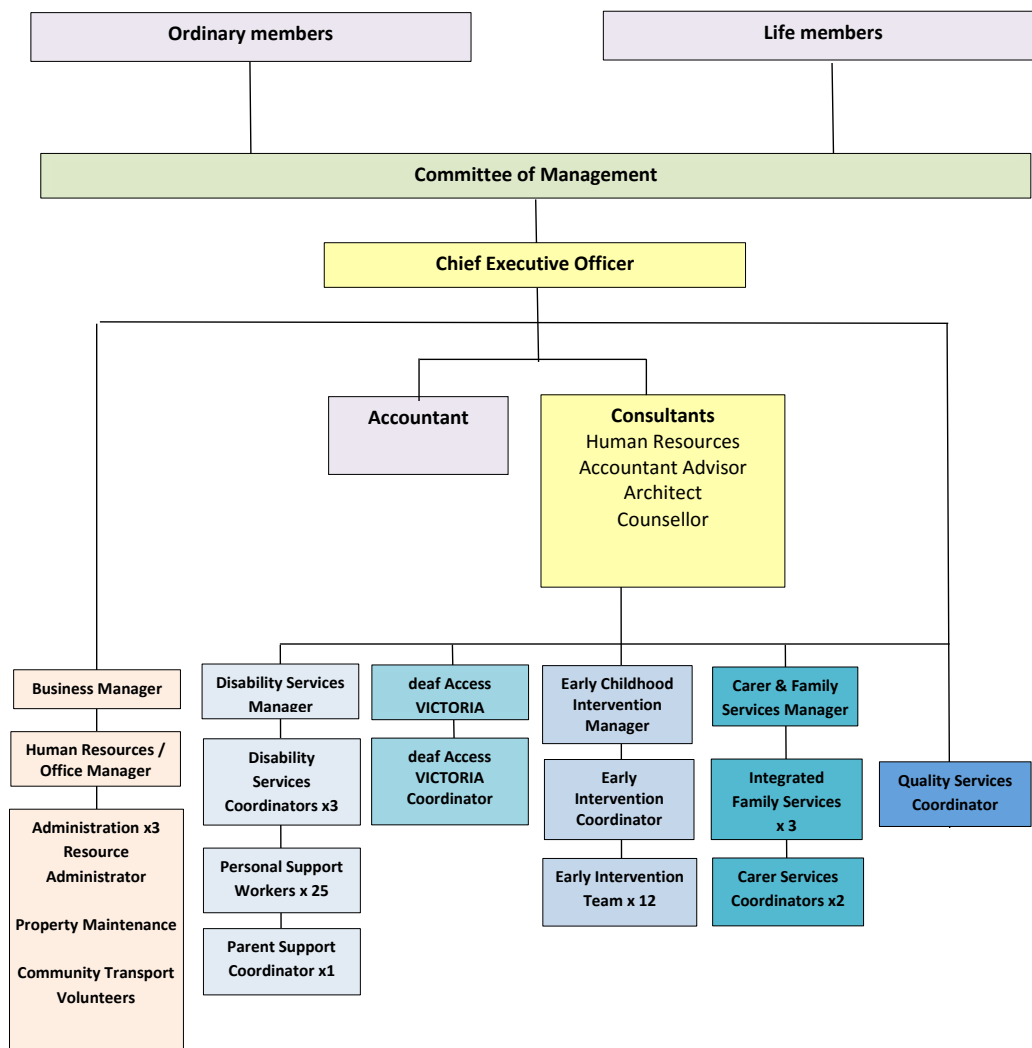 Ordinary members
Life members
Committee of Management
Chief Executive Officer
Accountant
Consultants
Human Resources
Accountant Advisor
Architect
Counsellor
Business Manager
Human Resources /
Office Manager
Administration x3
Resource
Administrator
Property Maintenance
Community Transport
Volunteers
Disability Services
Manager
Disability
Services
Coordinators x3
Personal Support
Workers x 25
Parent Support
Coordinator x1
deaf Access
VICTORIA
deaf Access
VICTORIA
Coordinator
Early Childhood
Intervention
Manager
Early
Intervention
Coordinator
Early Intervention
Team x 12
Carer & Family
Services Manager
Integrated
Family Services
x 3
Carer Services
Coordinators x2
Quality Services
Coordinator